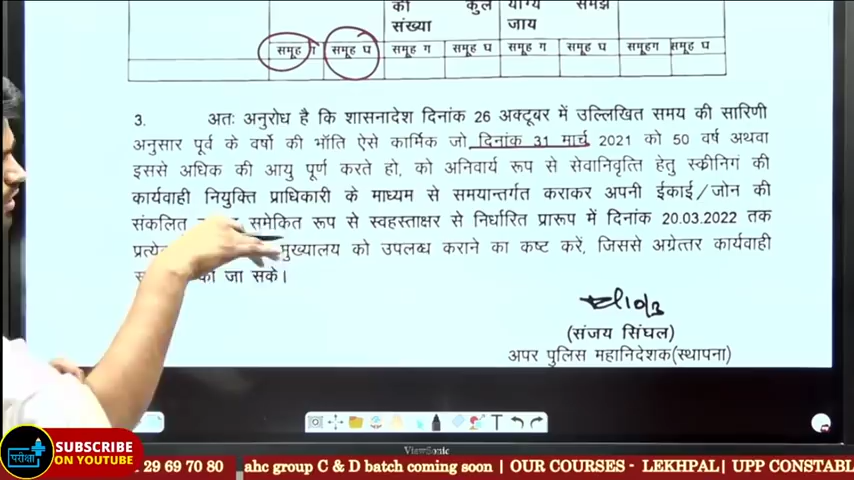 की कुल योग्य समझ
संख्या जाय
समूह ग समूह घ समूह ग समूह घ समूह ग समूह घ समूहग समूह घ
3. अतः अनुरोध है कि शासनादेश दिनांक 26 अक्टूबर में उल्लिखित समय की सारिणी
अनुसार पूर्व के वर्षो की भॉति ऐसे कार्मिक जो दिनांक 31 मार्च 2021 को 50 वर्ष अथवा
इससे अधिक की आयु पूर्ण करते हो, को अनिवार्य रूप से सेवानिवृत्ति हेतु स्क्रीनिगं की
कार्यवाही नियुक्ति प्राधिकारी के माध्यम से समयान्तर्गत कराकर अपनी ईकाई/जोन की
संकलित समेकित रूप से स्वहस्ताक्षर से निर्धारित प्रारूप में दिनांक 20.03.2022 तक
मुख्यालय को उपलब्ध कराने का कष्ट करें, जिससे अग्रेत्तर कार्यवाही
की जा सके।
(संजय सिंघल)
अपर पुलिस महानिदेशक(स्थापना)
ViewSonic
परीक्षा
SUBSCRIBE
ON YOUTUBE
1 29 69 70 80 ahc group C & D batch coming soon | OUR COURSES - LEKHPAL| UPP CONSTABL